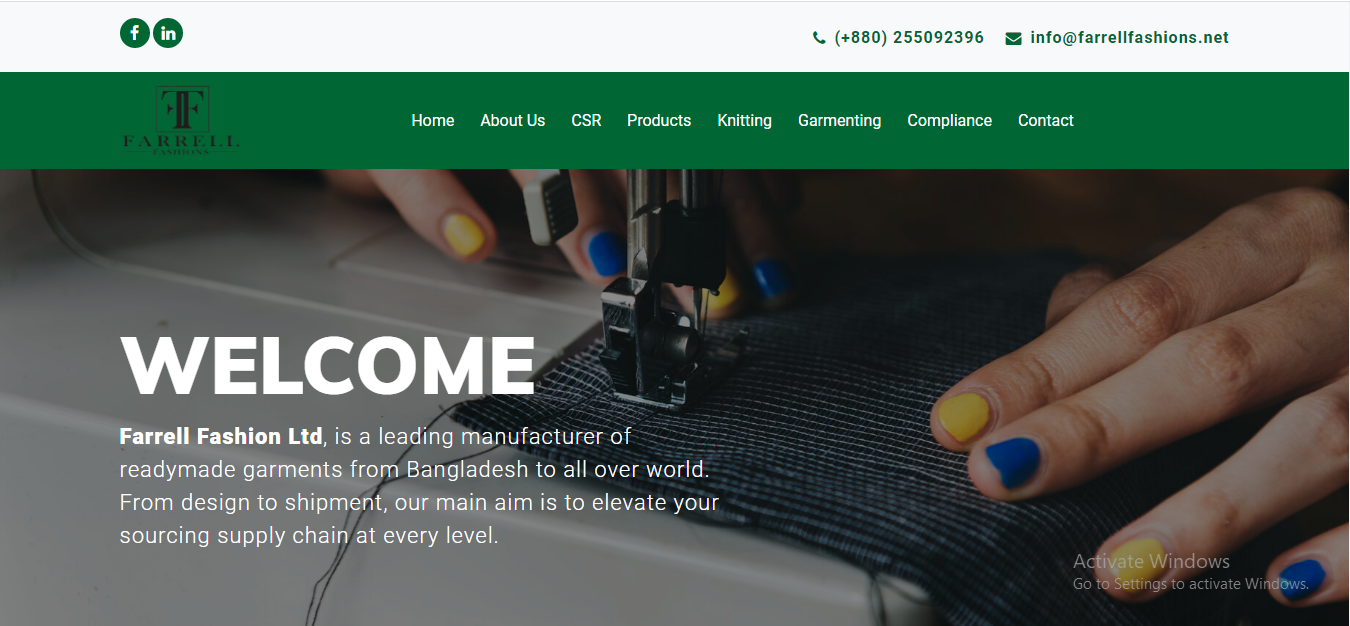 (+880) 255092396 info@farrellfashions.net
FARRELL
FASHIONS
Home About Us CSR Products Knitting Garmenting Compliance Contact
WELCOME
Farrell Fashion Ltd, is a leading manufacturer of
readymade garments from Bangladesh to all over world.
From design to shipment, our main aim is to elevate your
sourcing supply chain at every level.
Activate Windows
Go to Settings to activate Windows.